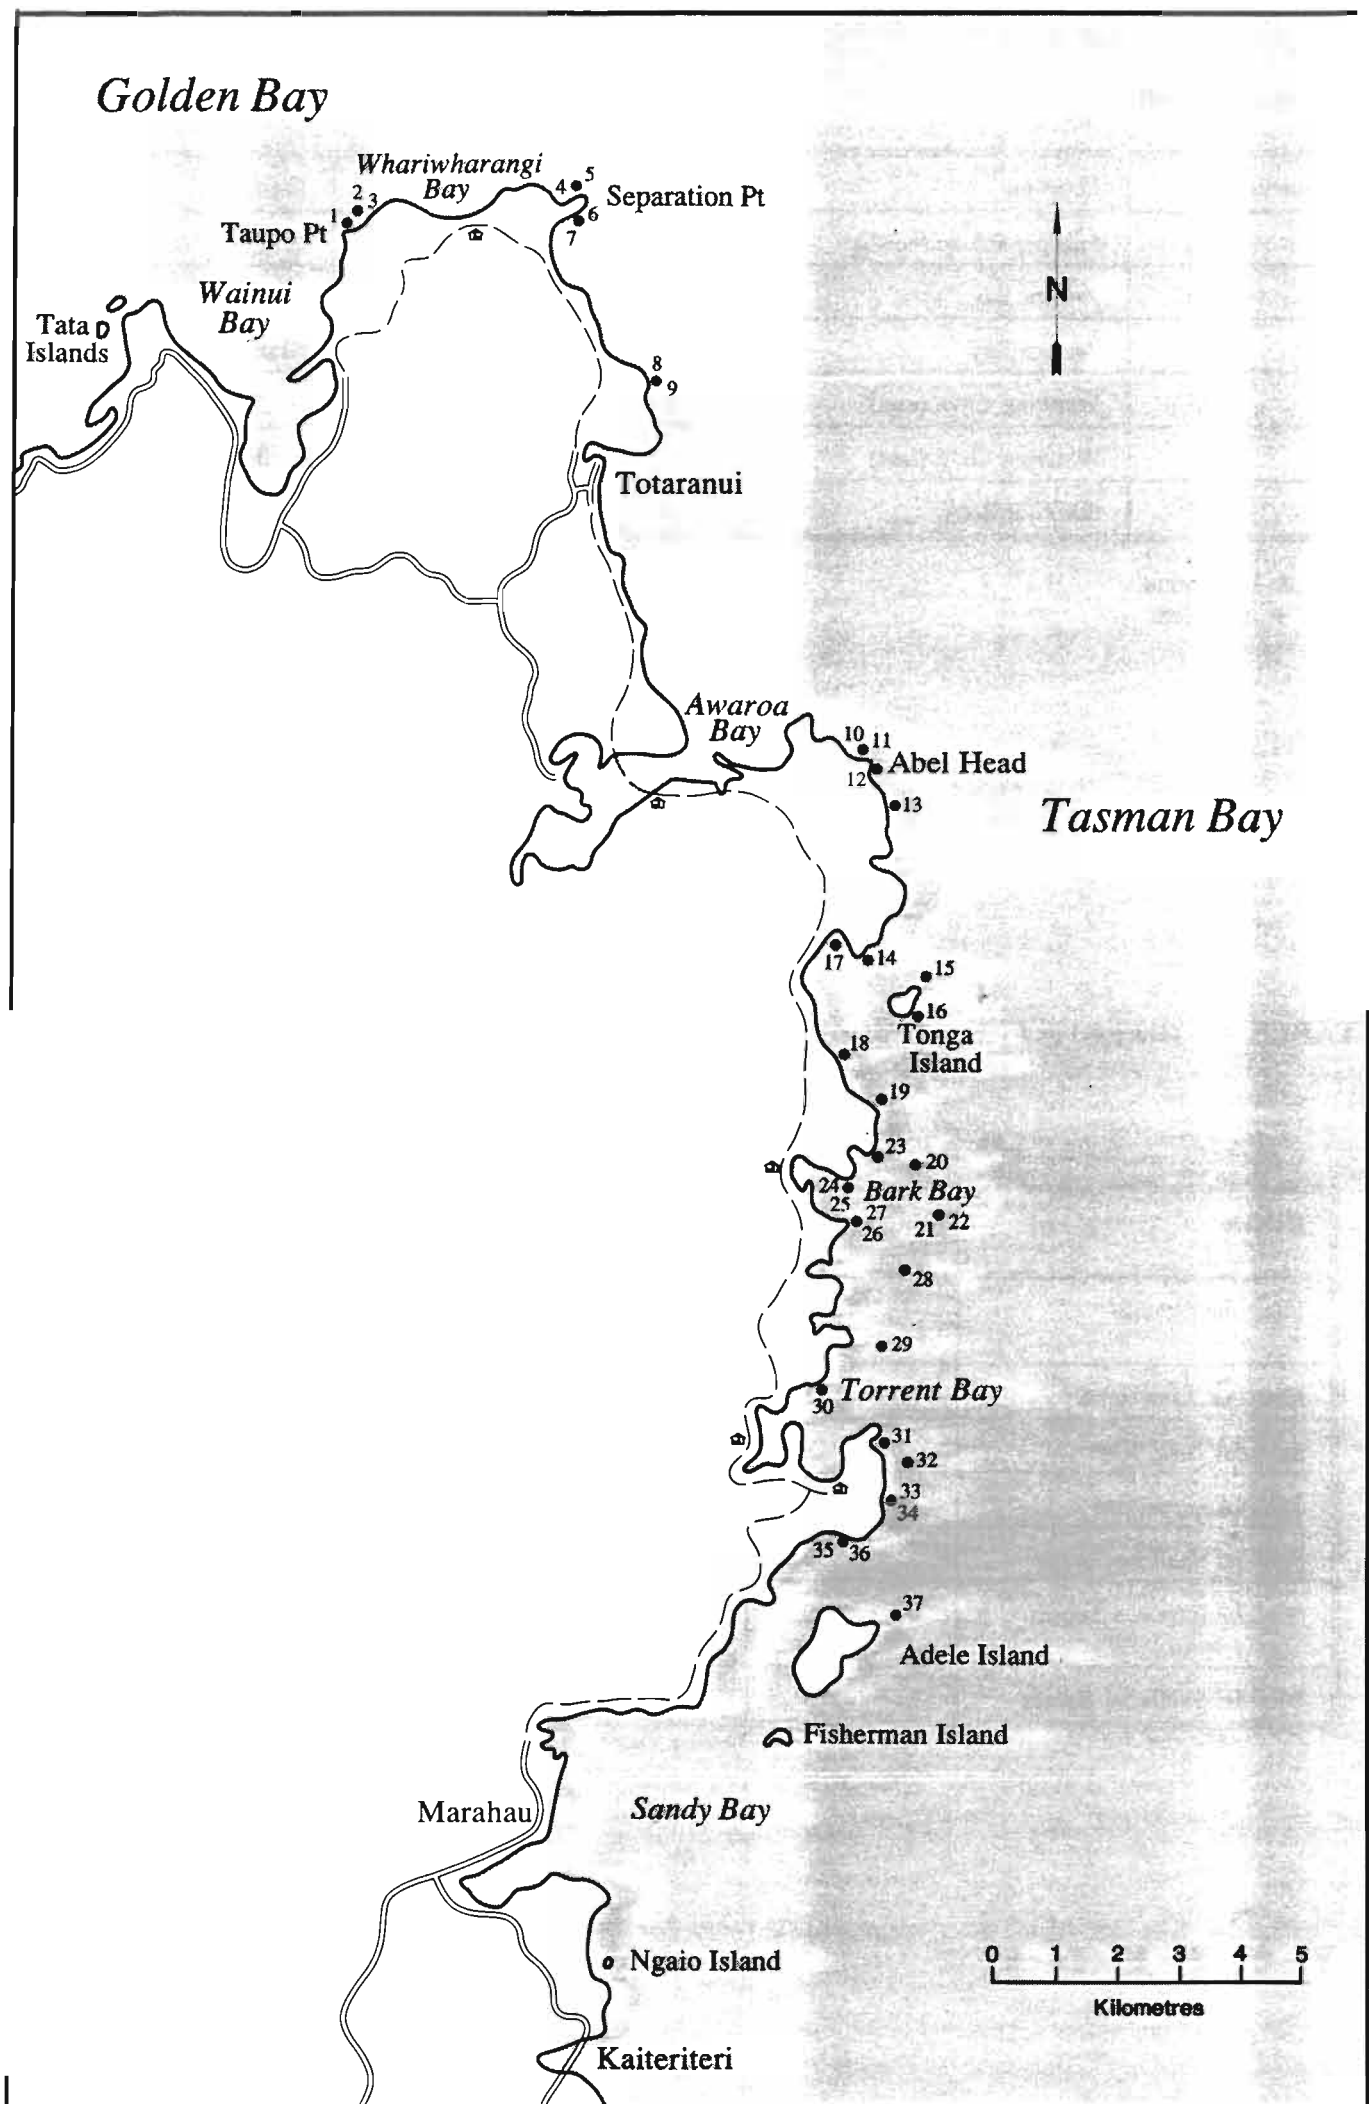 Golden Bay
Whariwharangi
Bay
4
5
Separation Pt
2
3
1
6
7
Taupo Pt
Wainui
Bay
Tata
Islands
N
8
9
Totaranui
Awaroa
Bay
10
11
Abel Head
12
13
Tasman Bay
17
14
15
16
Tonga
Island
18
19
23
20
24
Bark Bay
25
27
21
22
26
28
29
Torrent Bay
30
31
32
33
34
35
36
37
Adele Island
Fisherman Island
Marahau
Sandy Bay
Ngaio Island
0 1 2 3 4 5
Kilometres
Kaiteriteri